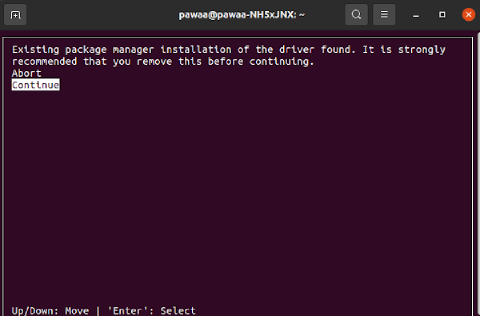 pawaa@pawaa-NH5xJNX: ~
Existing package manager installation of the driver found. It is strongly
recommended that you remove this before continuing.
Abort
Continue
Up/Down: Move | 'Enter': Select